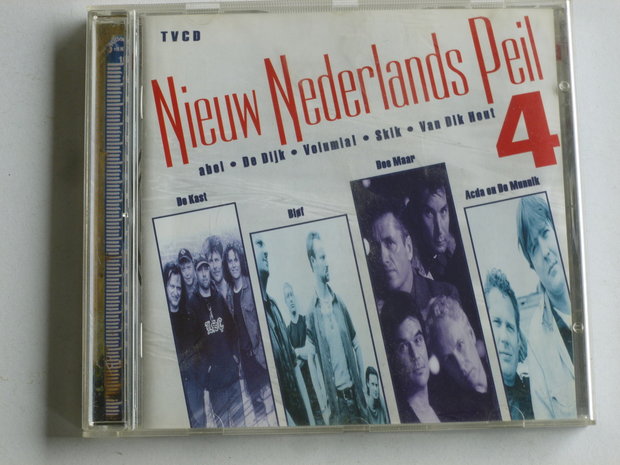 TVCD
Nieuw Nederlands Peil
4
abel • De Dijk • Volumia! • Skik • Van Dik Hout
De Kast
Bløf
Doe Maar
Acda en De Munnik